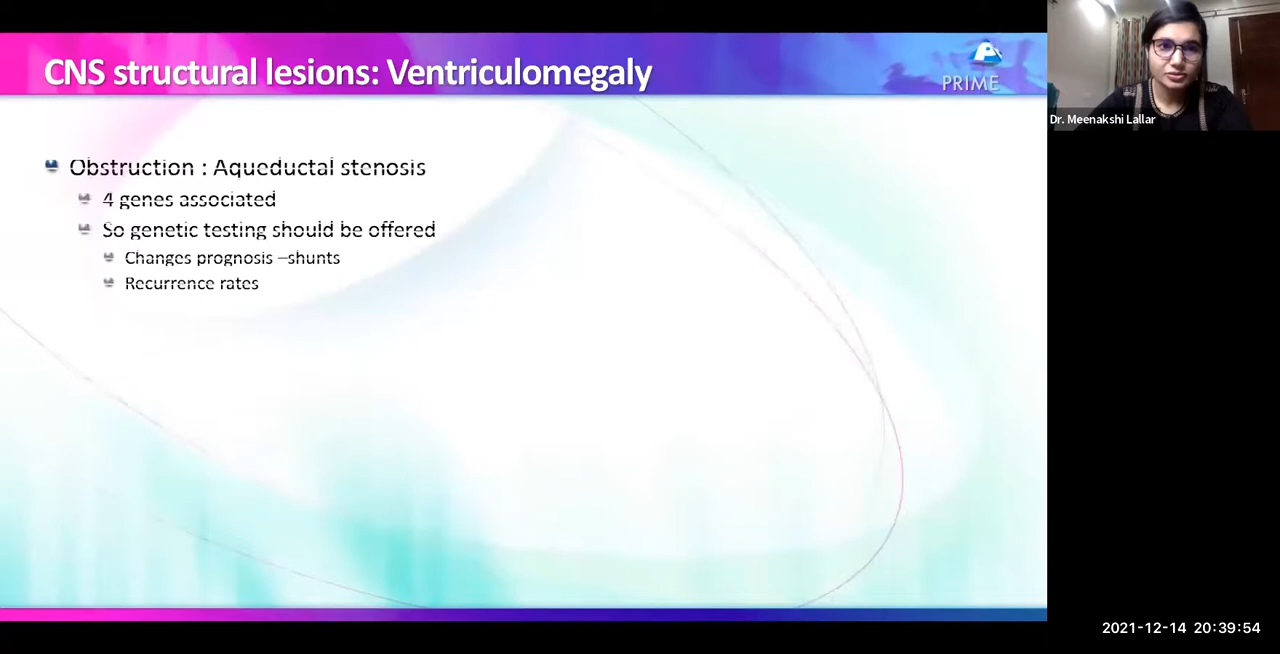 CNS structural lesions: Ventriculomegaly
PRIME
Dr. Meenakshi Lallar
Obstruction : Aqueductal stenosis
4 genes associated
So genetic testing should be offered
Changes prognosis –shunts
Recurrence rates
2021-12-14 20:39:54